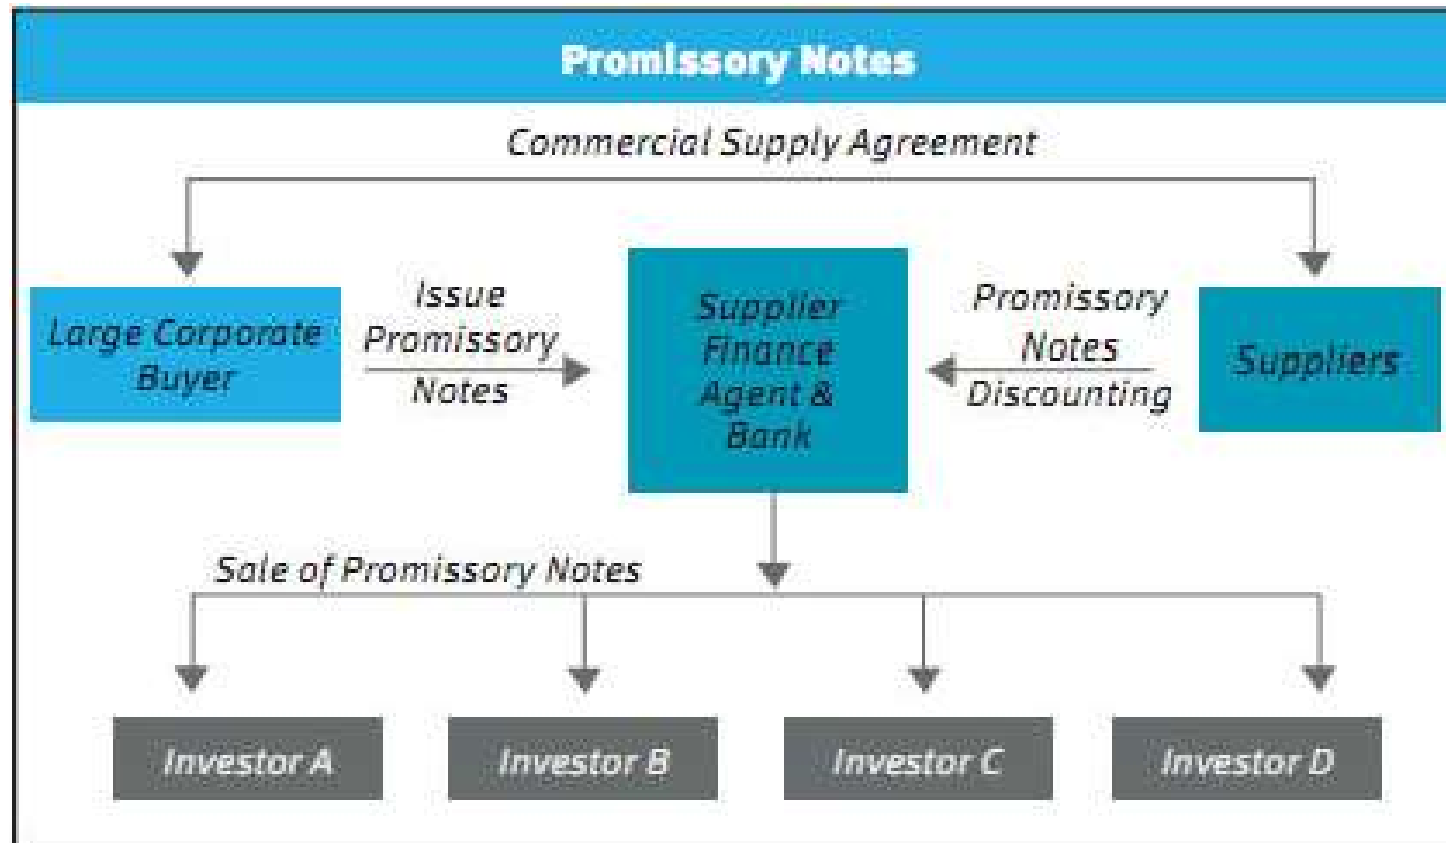 Promissory Notes
Commercial Supply Agreement
Large Corporate
Buyer
Issue
Promissory
Notes
Supplier
Finance
Agent &
Bank
Promissory
Notes
Discounting
Suppliers
Sale of Promissory Notes
Investor A
Investor B
Investor C
Investor D